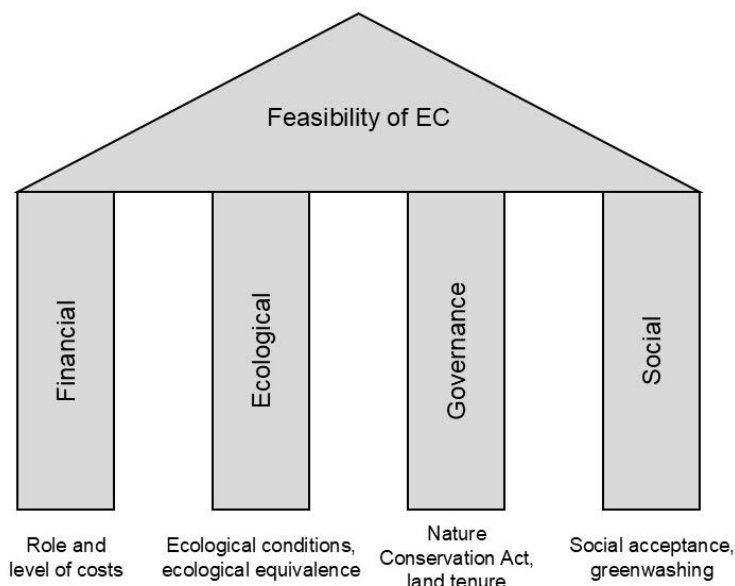 Feasibility of EC
Financial
Ecological
Governance
Social
Role and
level of costs
Ecological conditions,
ecological equivalence
Nature
Conservation Act,
land tenure
Social acceptance,
greenwashing